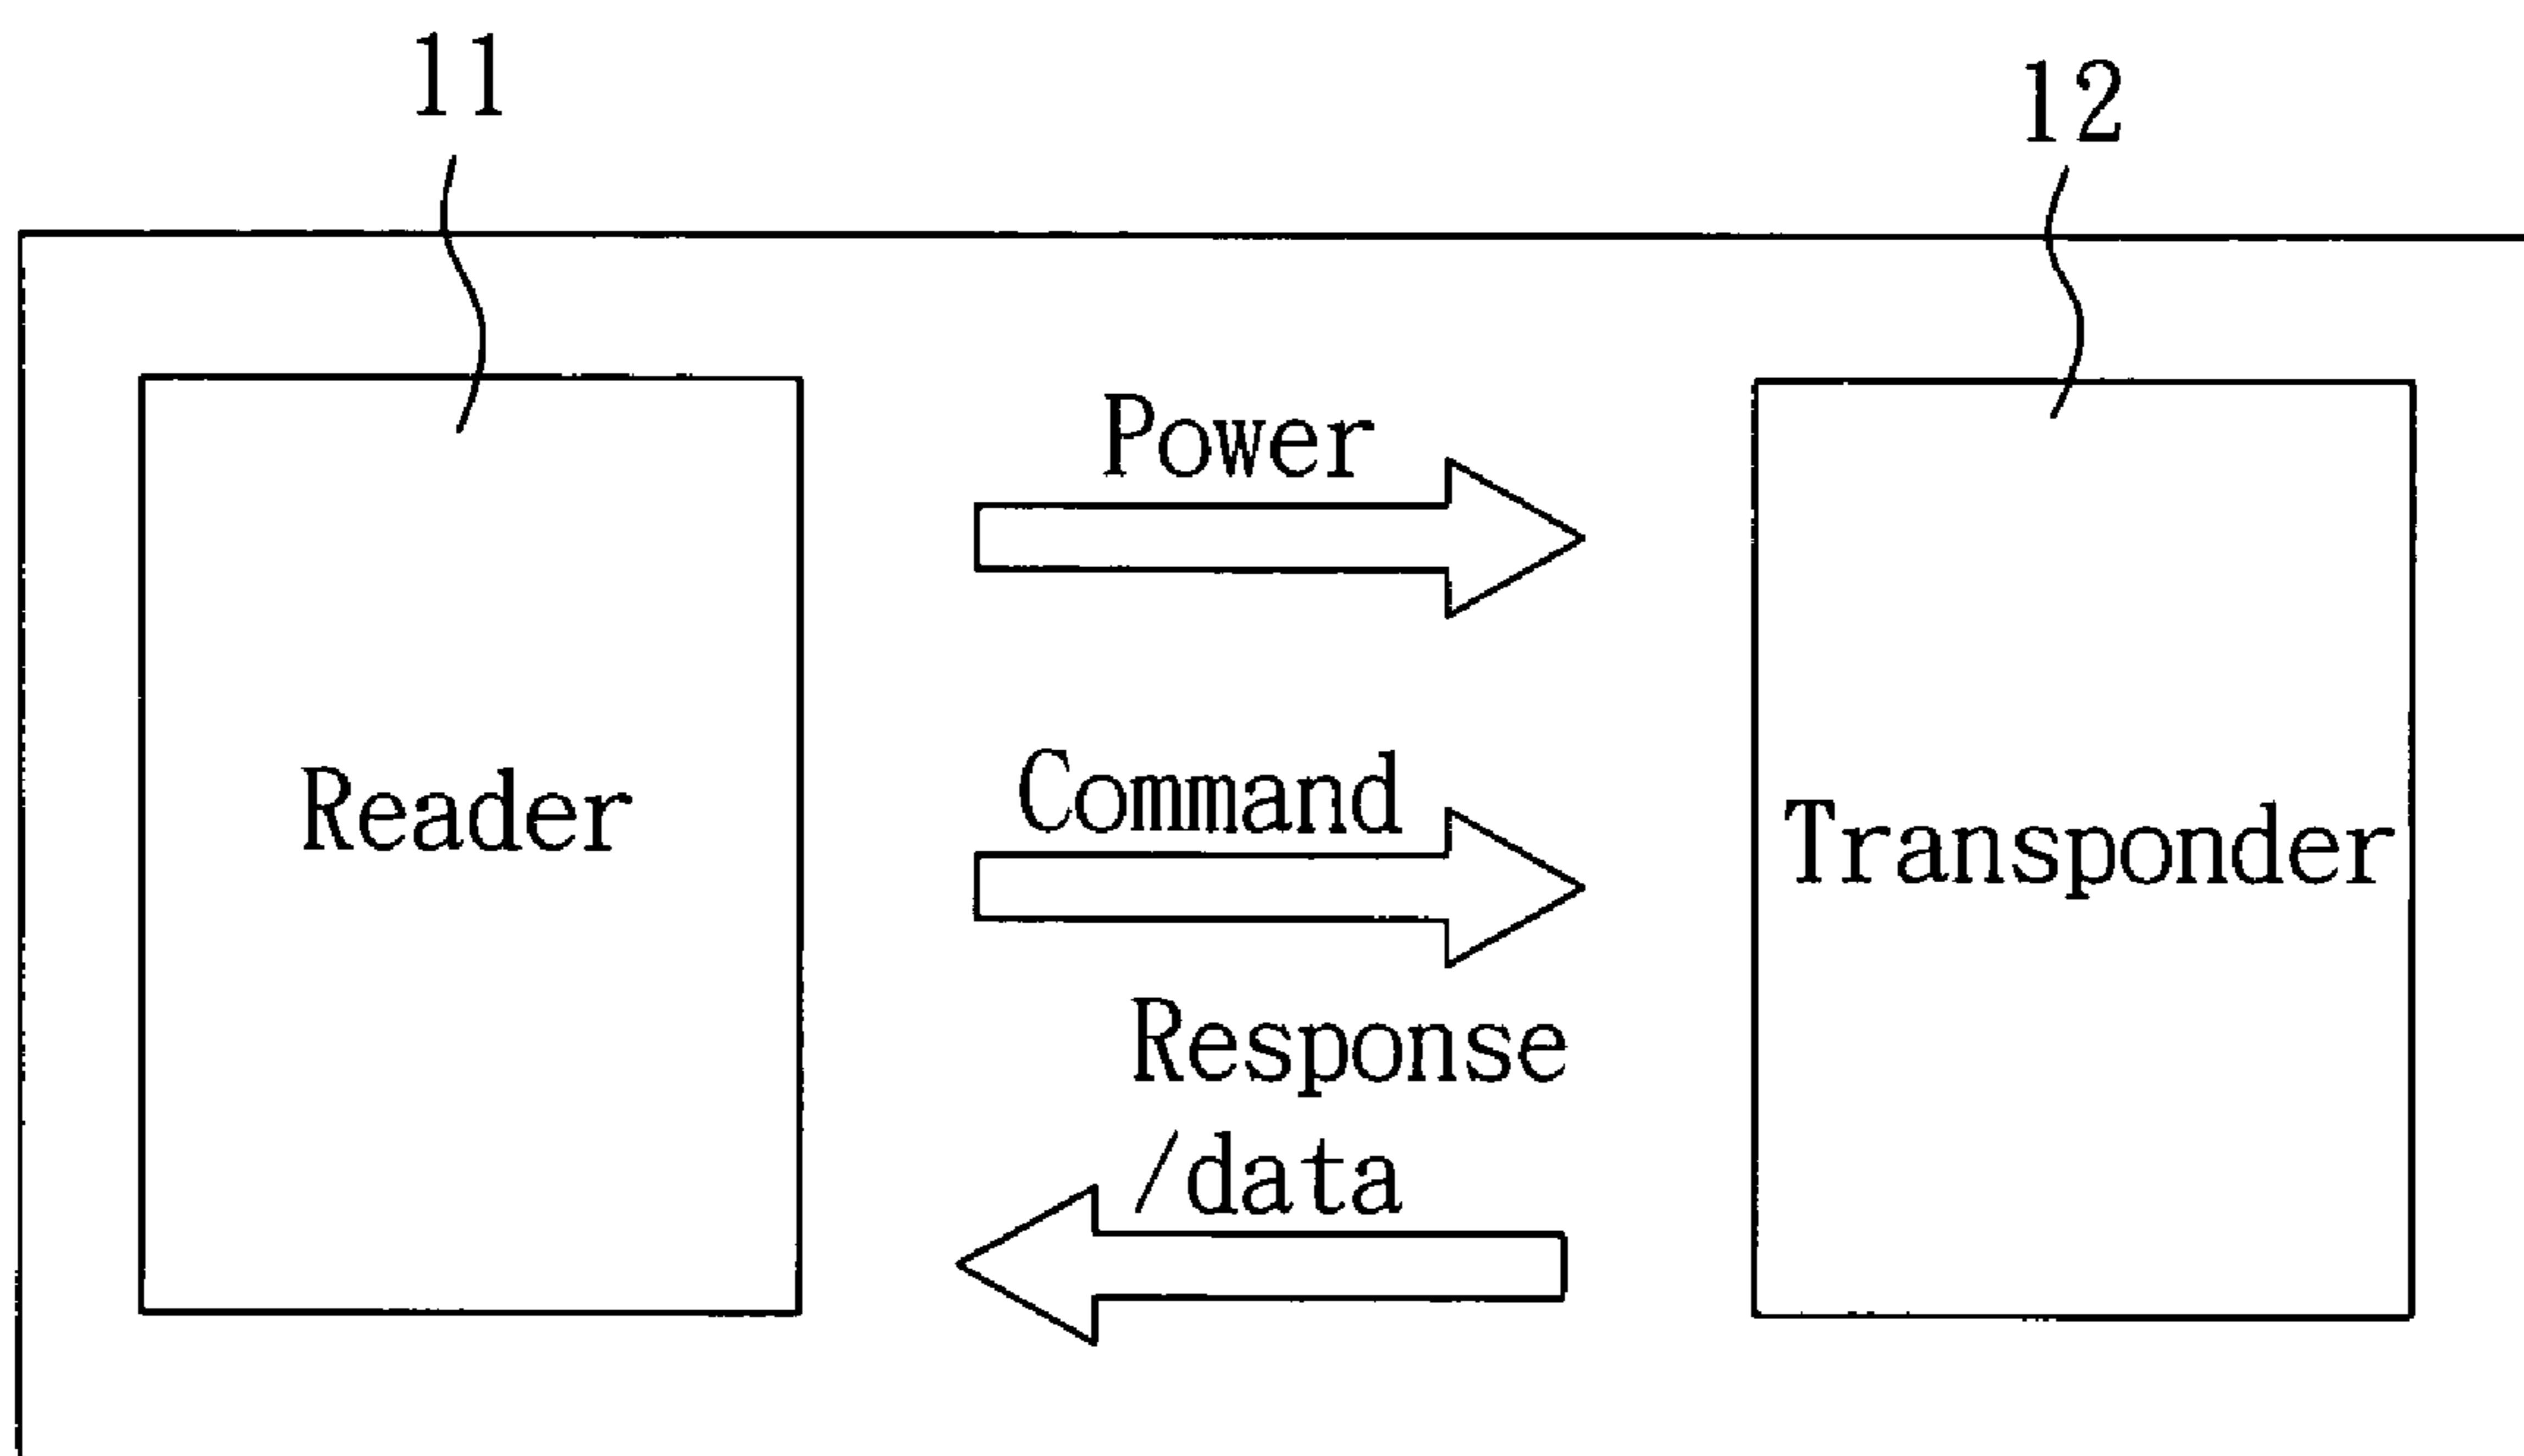 11
12
Power
Reader
Command
Transponder
Response
/data